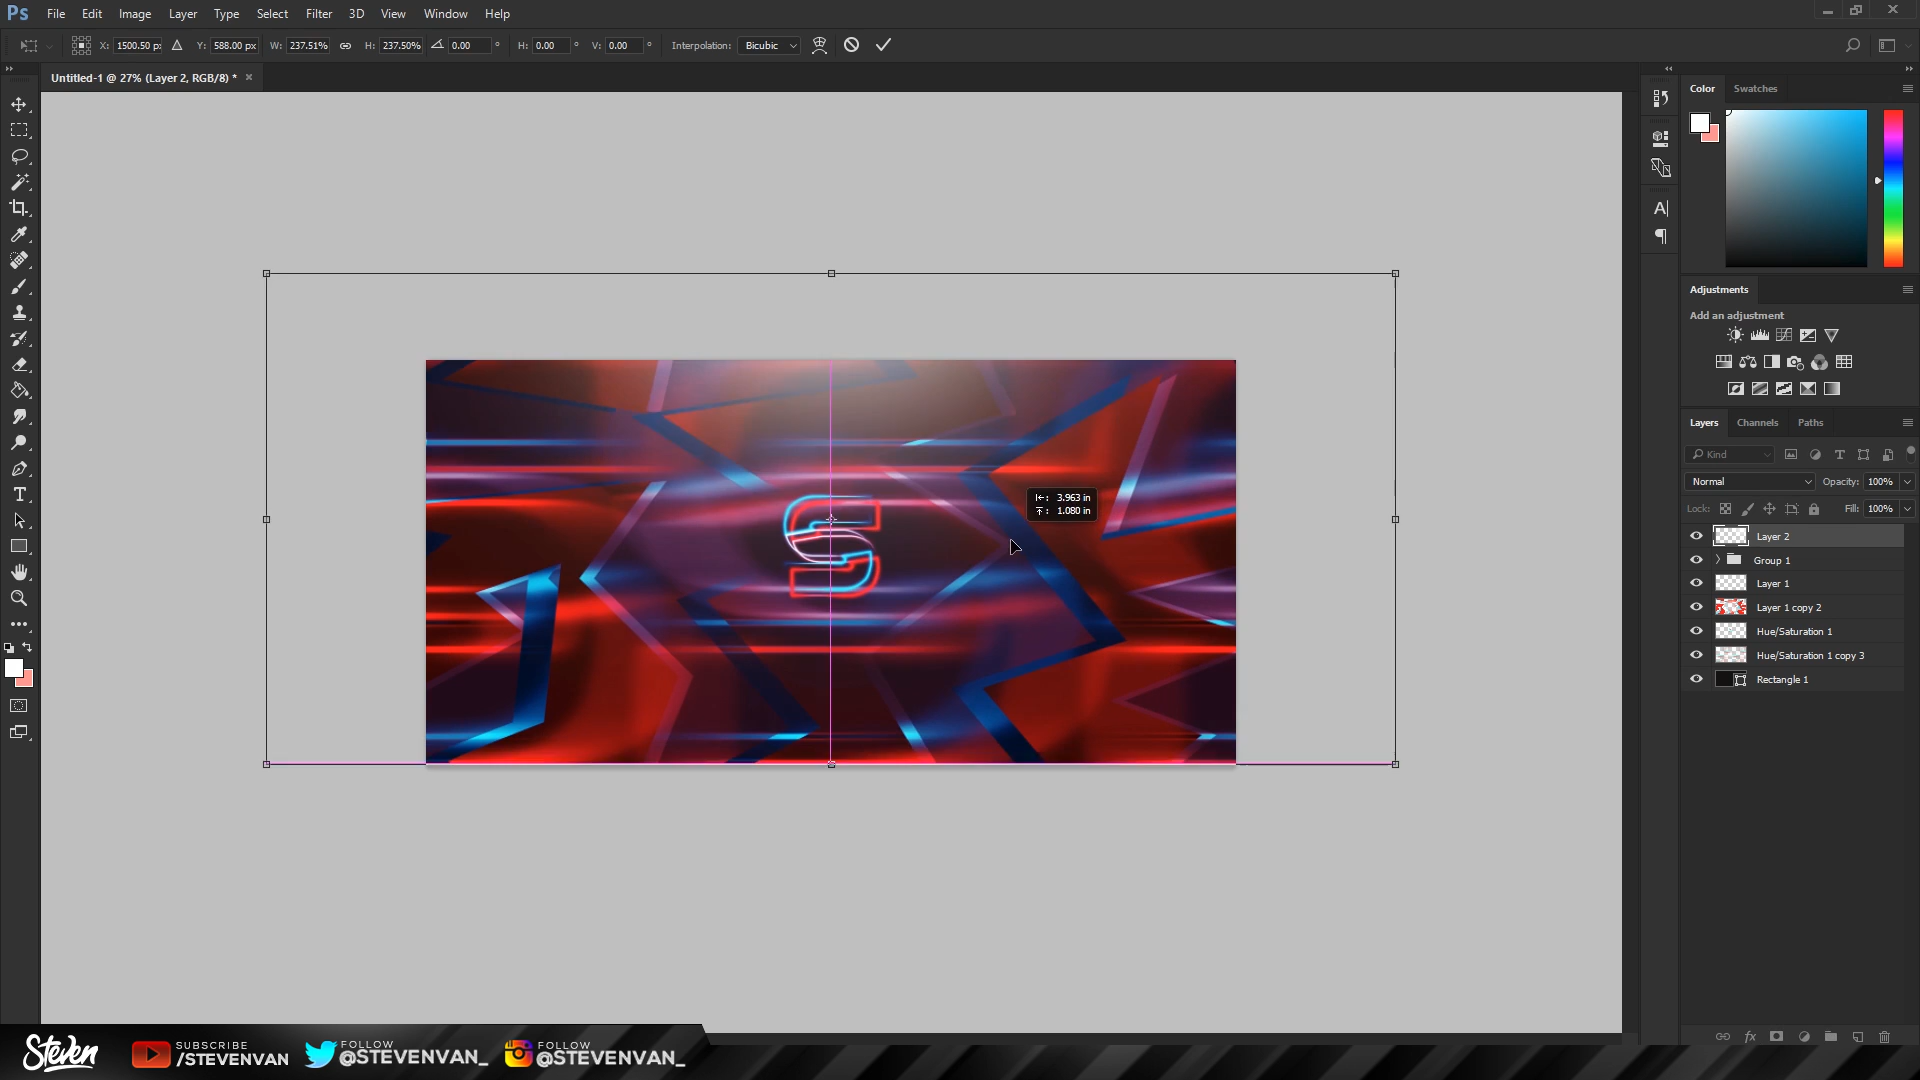 Ps File Edit Image Layer Type Select Filter 3D View Window Help
X: 1500.50 px Y: 588.00 px W: 237.51% H: 237.50% 0.00 ° H: 0.00 ° V: 0.00 ° Interpolation: Bicubic
Untitled-1 @ 27% (Layer 2, RGB/8) * ×
Color Swatches
Adjustments
Add an adjustment
Layers Channels Paths
Kind
Normal Opacity: 100%
Lock: Fill: 100%
Layer 2
Group 1
Layer 1
Layer 1 copy 2
Hue/Saturation 1
Hue/Saturation 1 copy 3
Rectangle 1
S
3.963 in
1.080 in
Steven
SUBSCRIBE
/STEVENVAN
FOLLOW
@STEVENVAN_
FOLLOW
@STEVENVAN_